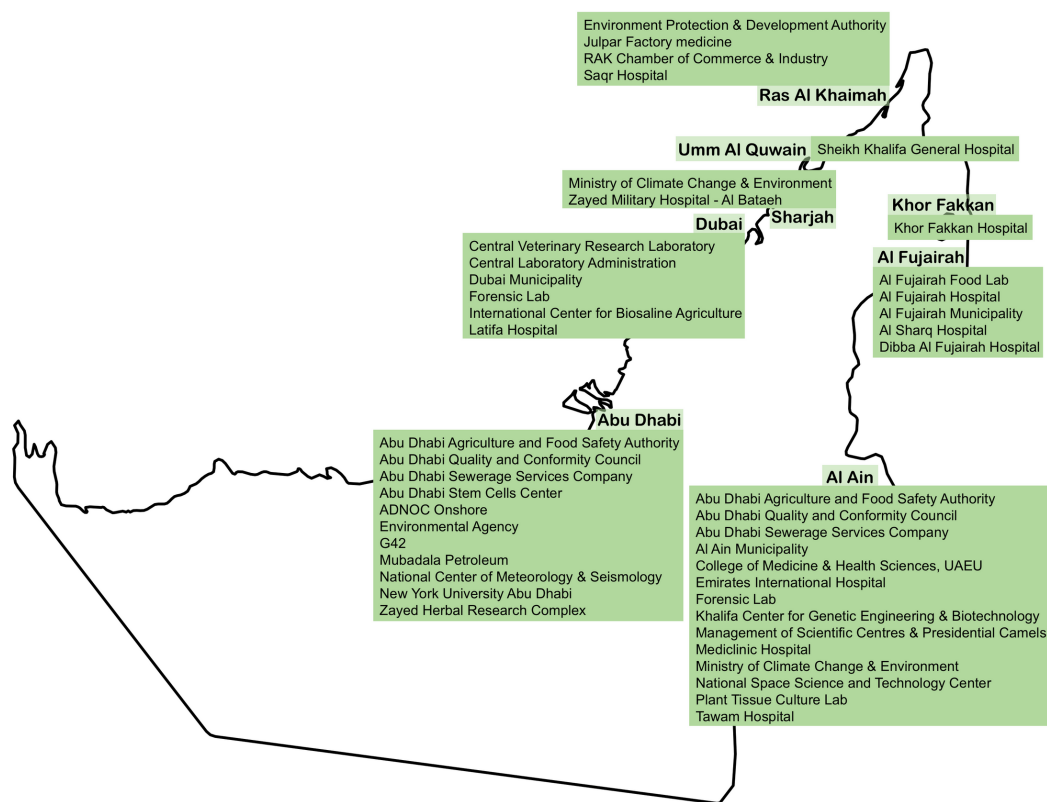 Environment Protection & Development Authority
Julpar Factory medicine
RAK Chamber of Commerce & Industry
Saqr Hospital
Ras Al Khaimah
Umm Al Quwain
Sheikh Khalifa General Hospital
Ministry of Climate Change & Environment
Zayed Military Hospital - Al Bataeh
Sharjah
Khor Fakkan
Khor Fakkan Hospital
Dubai
Central Veterinary Research Laboratory
Central Laboratory Administration
Dubai Municipality
Forensic Lab
International Center for Biosaline Agriculture
Latifa Hospital
Al Fujairah
Al Fujairah Food Lab
Al Fujairah Hospital
Al Fujairah Municipality
Al Sharq Hospital
Dibba Al Fujairah Hospital
Abu Dhabi
Abu Dhabi Agriculture and Food Safety Authority
Abu Dhabi Quality and Conformity Council
Abu Dhabi Sewerage Services Company
Abu Dhabi Stem Cells Center
ADNOC Onshore
Environmental Agency
G42
Mubadala Petroleum
National Center of Meteorology & Seismology
New York University Abu Dhabi
Zayed Herbal Research Complex
Al Ain
Abu Dhabi Agriculture and Food Safety Authority
Abu Dhabi Quality and Conformity Council
Abu Dhabi Sewerage Services Company
Al Ain Municipality
College of Medicine & Health Sciences, UAEU
Emirates International Hospital
Forensic Lab
Khalifa Center for Genetic Engineering & Biotechnology
Management of Scientific Centres & Presidential Camels
Mediclinic Hospital
Ministry of Climate Change & Environment
National Space Science and Technology Center
Plant Tissue Culture Lab
Tawam Hospital